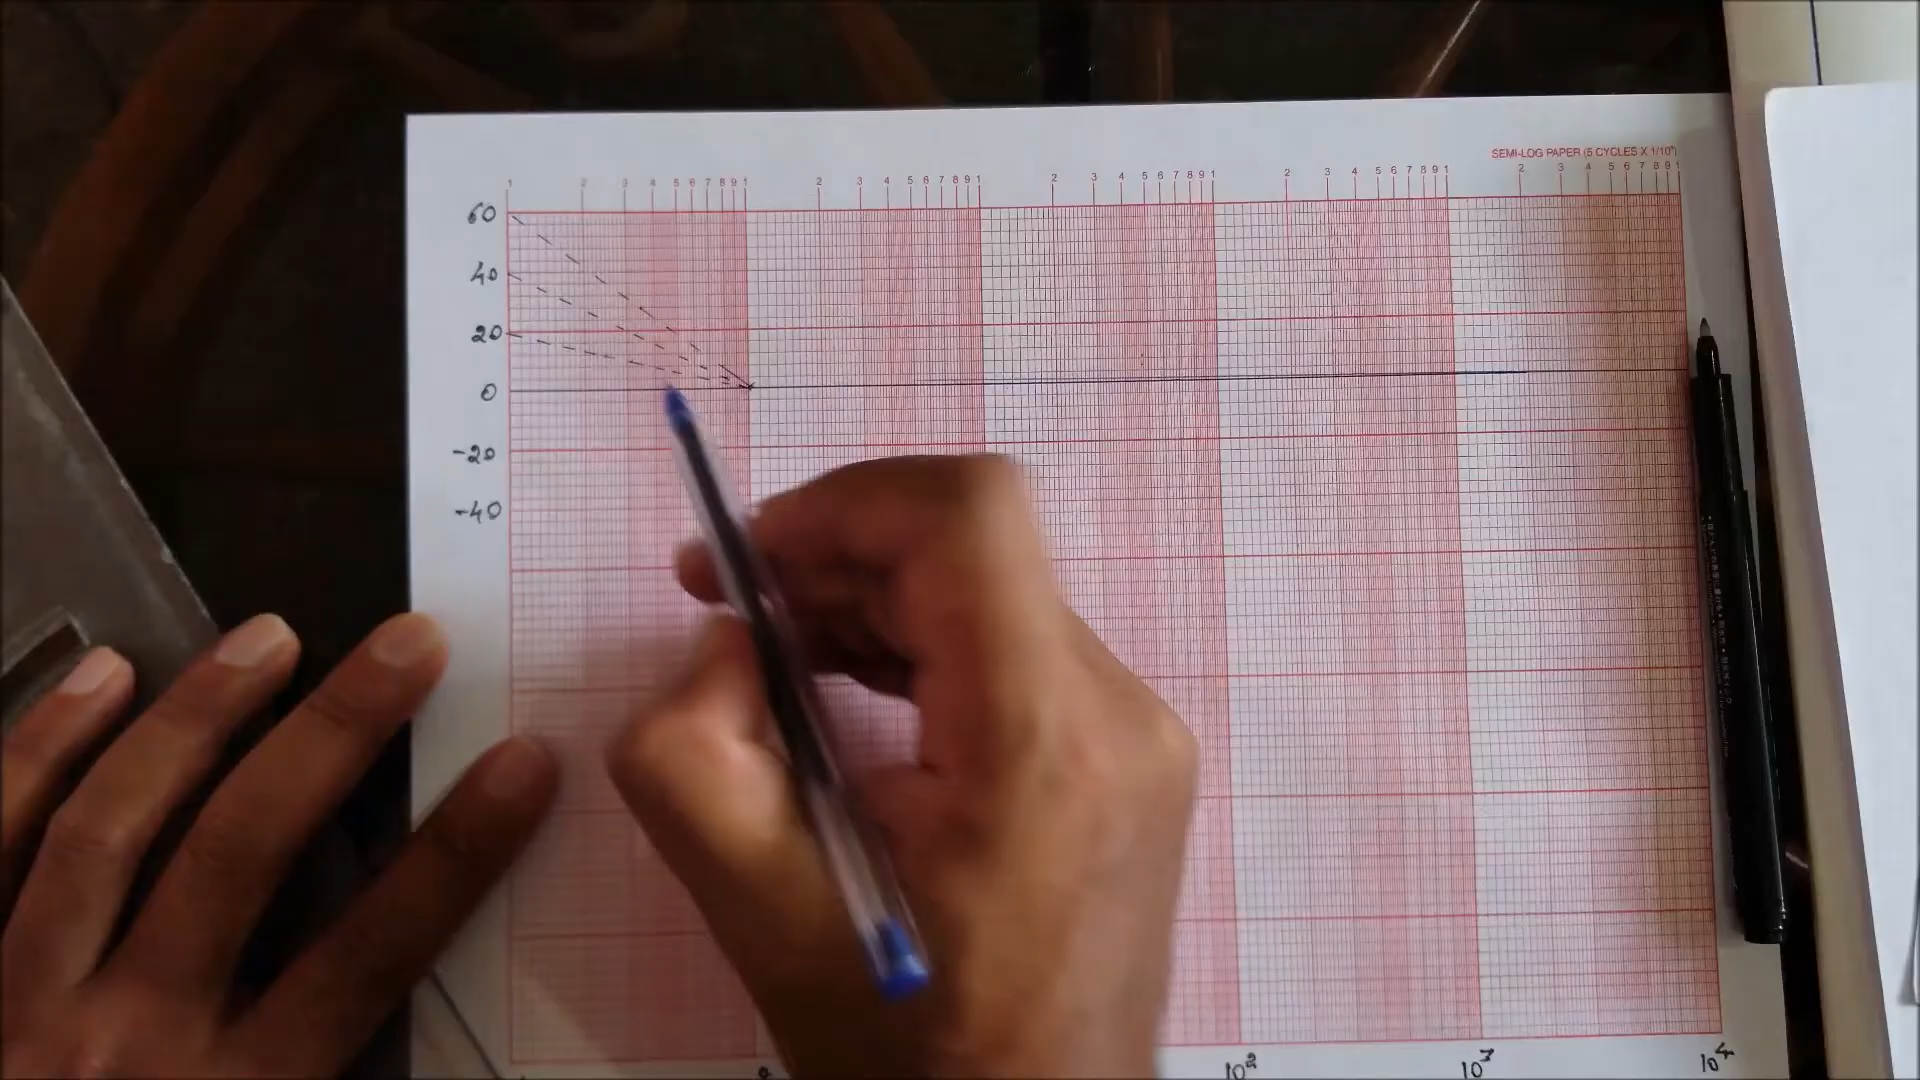 SEMI-LOG PAPER (5 CYCLES X 1/10")
1 2 3 4 5 6 7 8 9 1 2 3 4 5 6 7 8 9 1 2 3 4 5 6 7 8 9 1 2 3 4 5 6 7 8 9 1 2 3 4 5 6 7 8 9 1
60
40
20
0
-20
-40
10² 10³ 10⁴